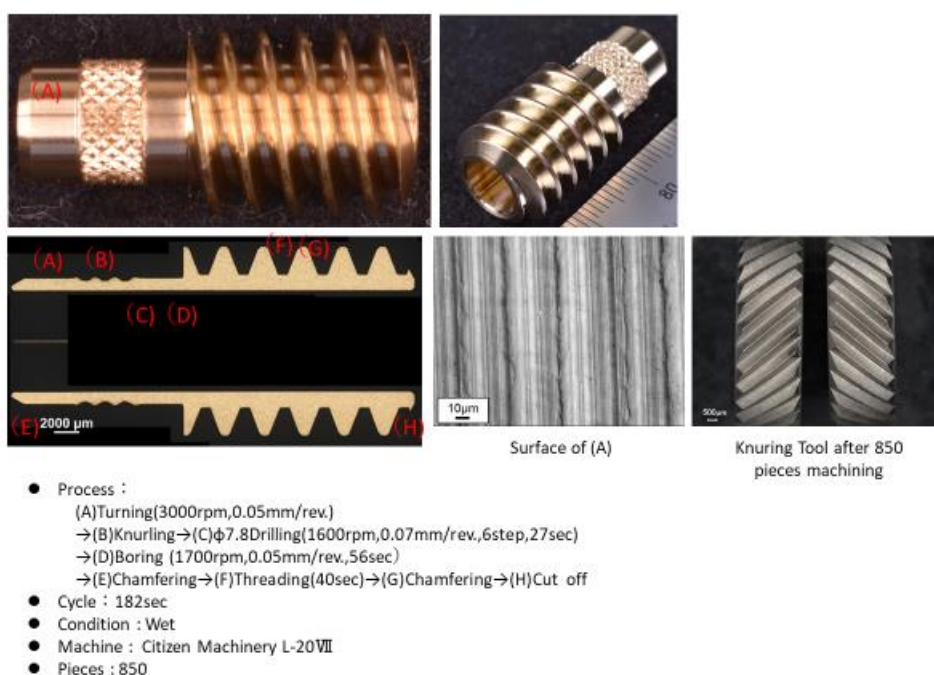 (A)
80
(A) (B) (F) (G)
(C) (D)
(E) 2000 μm (H)
10μm
500μm
Surface of (A)
Knuring Tool after 850
pieces machining
● Process：
(A)Turning(3000rpm,0.05mm/rev.)
→(B)Knurling→(C)φ7.8Drilling(1600rpm,0.07mm/rev.,6step,27sec)
→(D)Boring (1700rpm,0.05mm/rev.,56sec）
→(E)Chamfering→(F)Threading(40sec)→(G)Chamfering→(H)Cut off
● Cycle：182sec
● Condition : Wet
● Machine : Citizen Machinery L-20Ⅶ
● Pieces : 850